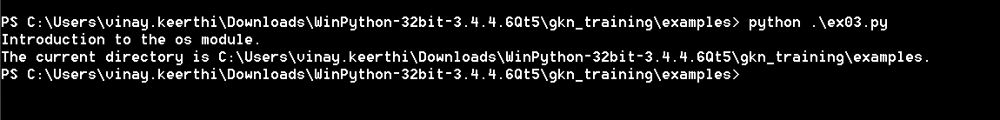 PS C:\Users\vinay.keerthi\Downloads\WinPython-32bit-3.4.4.6Qt5\gkn_training\examples> python .\ex03.py
Introduction to the os module.
The current directory is C:\Users\vinay.keerthi\Downloads\WinPython-32bit-3.4.4.6Qt5\gkn_training\examples.
PS C:\Users\vinay.keerthi\Downloads\WinPython-32bit-3.4.4.6Qt5\gkn_training\examples>